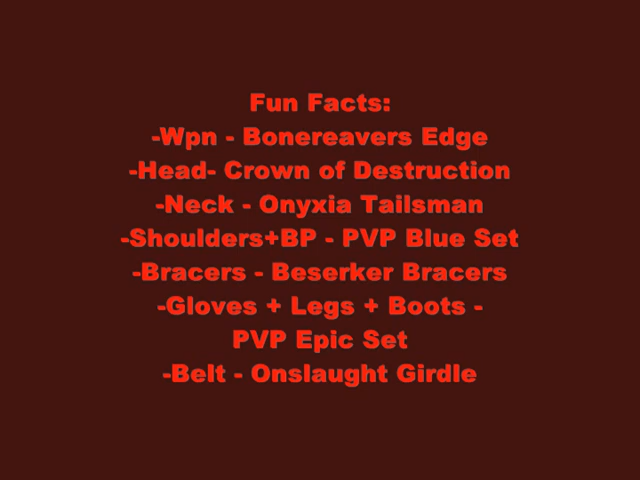 Fun Facts:
-Wpn - Bonereavers Edge
-Head- Crown of Destruction
-Neck - Onyxia Tailsman
-Shoulders+BP - PVP Blue Set
-Bracers - Beserker Bracers
-Gloves + Legs + Boots -
PVP Epic Set
-Belt - Onslaught Girdle